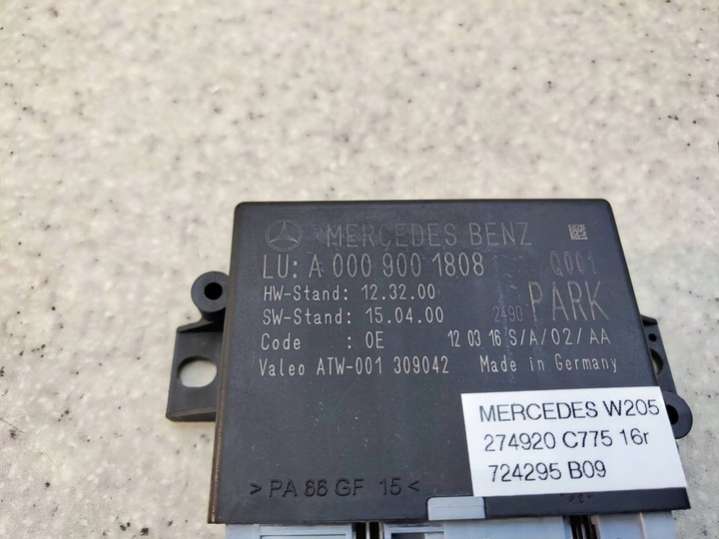 MERCEDES BENZ
LU: A 000 900 1808 Q001
HW-Stand: 12.32.00
SW-Stand: 15.04.00 2490 PARK
Code : 0E 12 03 16 S/A/02/AA
Valeo ATW-001 309042 Made in Germany
MERCEDES W205
274920 C775 16r
724295 B09
>PA 66 GF 15<